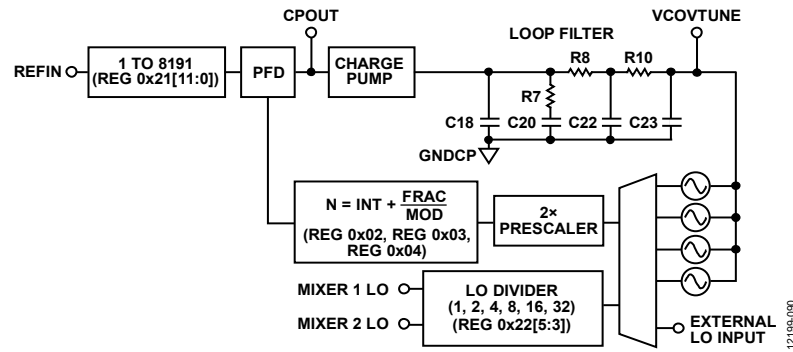 CPOUT
VCOVTUNE
LOOP FILTER
REFIN
1 TO 8191
(REG 0x21[11:0])
PFD
CHARGE
PUMP
R8
R10
R7
C18
C20
C22
C23
GNDCP
N = INT + FRAC
MOD
(REG 0x02, REG 0x03,
REG 0x04)
2×
PRESCALER
MIXER 1 LO
MIXER 2 LO
LO DIVIDER
(1, 2, 4, 8, 16, 32)
(REG 0x22[5:3])
EXTERNAL
LO INPUT
12199-090